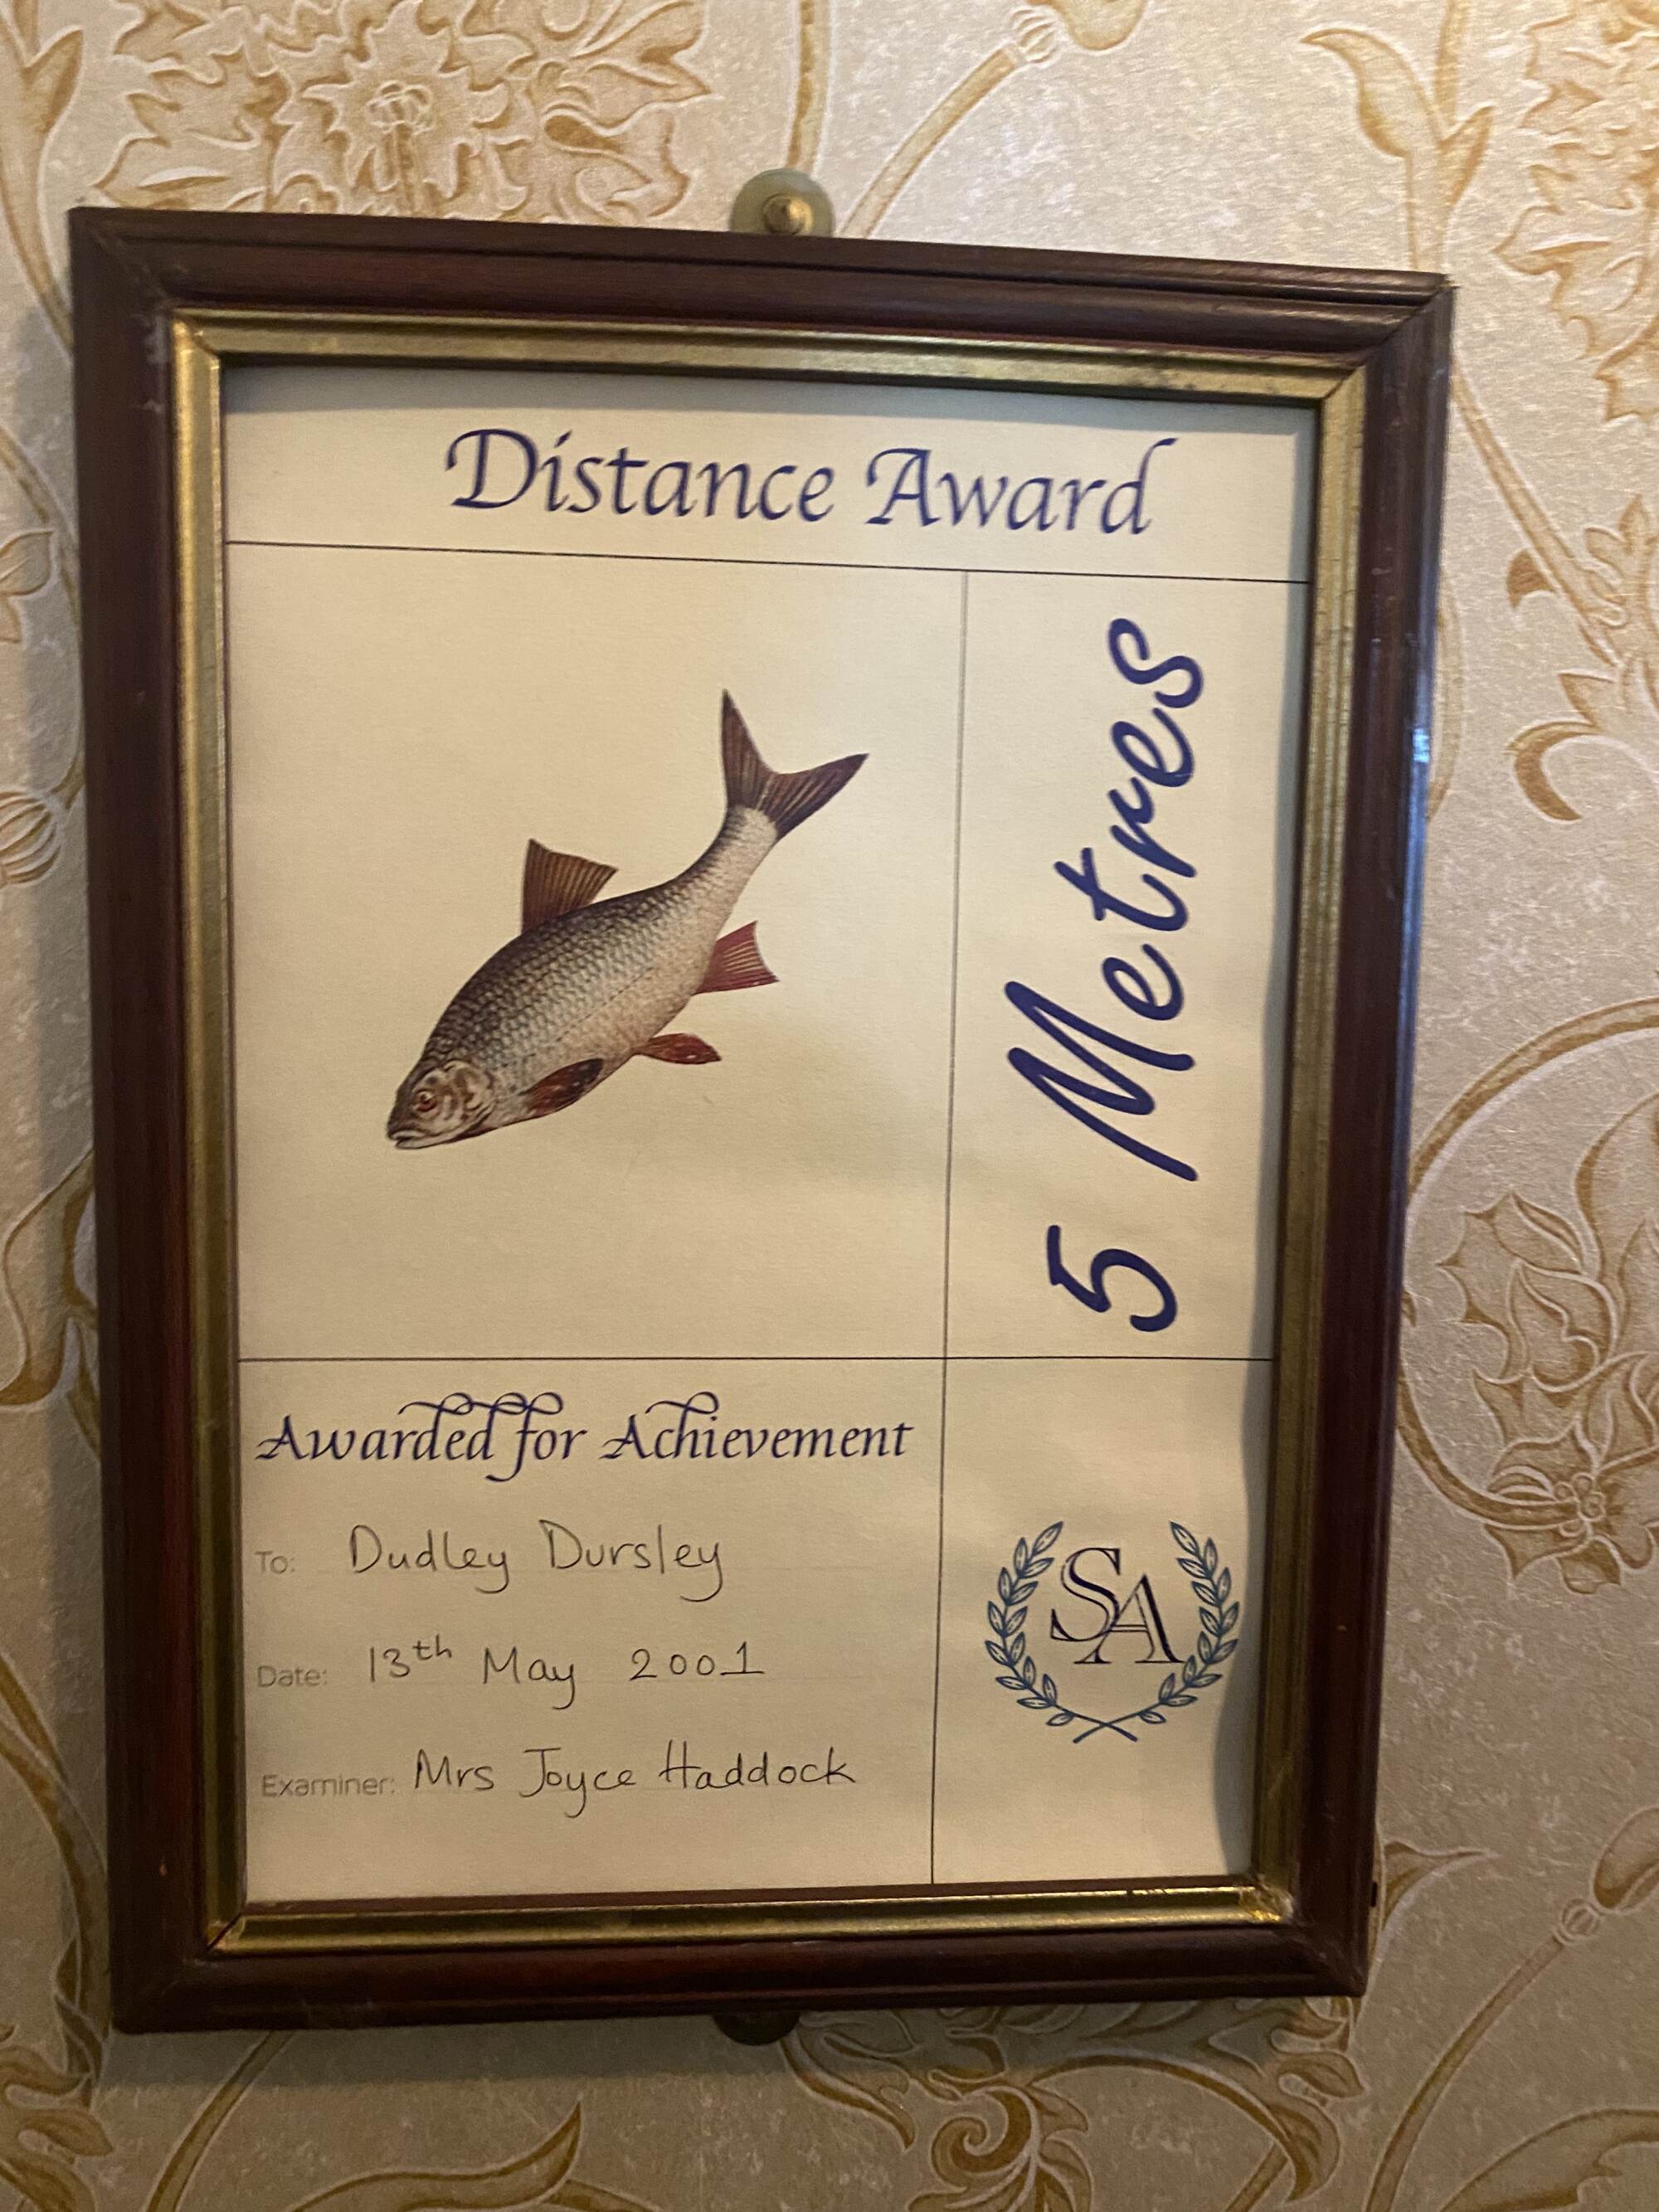 Distance Award
5 Metres
Awarded for Achievement
To: Dudley Dursley
Date: 13th May 2001
Examiner: Mrs Joyce Haddock
SA